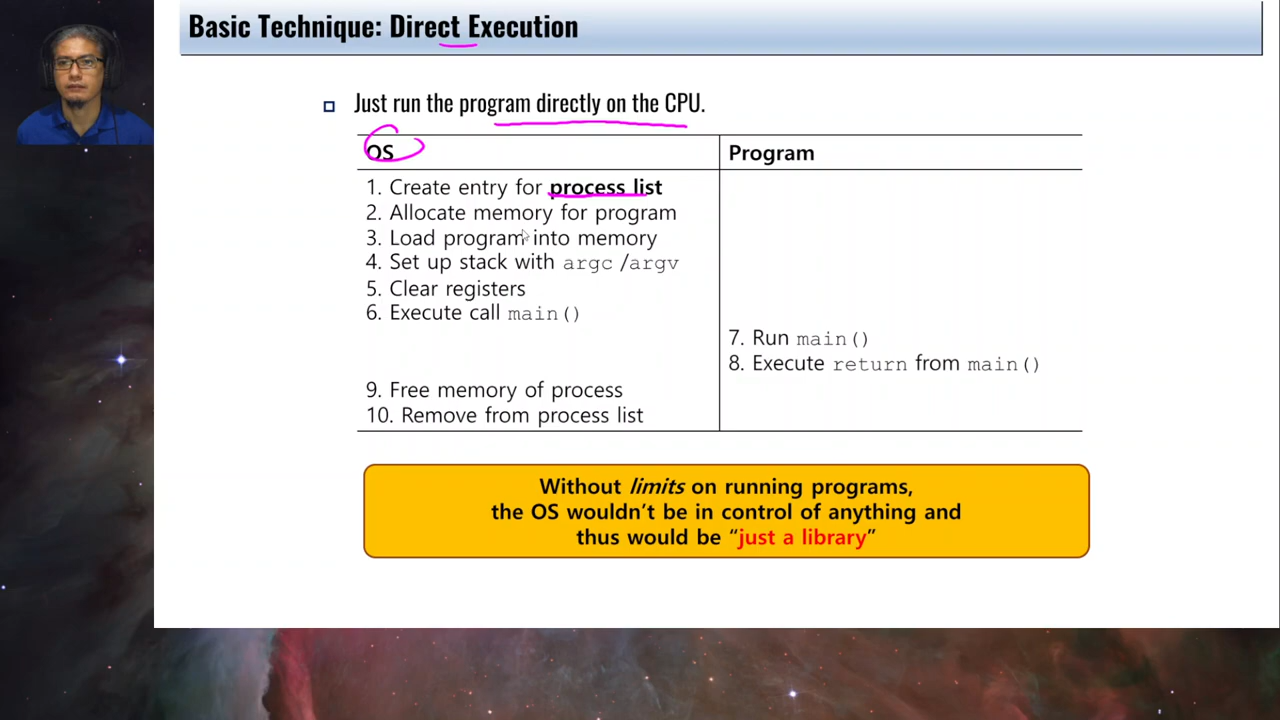 Basic Technique: Direct Execution
Just run the program directly on the CPU.
OS Program
1. Create entry for process list
2. Allocate memory for program
3. Load program into memory
4. Set up stack with argc /argv
5. Clear registers
6. Execute call main()
7. Run main()
8. Execute return from main()
9. Free memory of process
10. Remove from process list
Without limits on running programs,
the OS wouldn't be in control of anything and
thus would be “just a library”